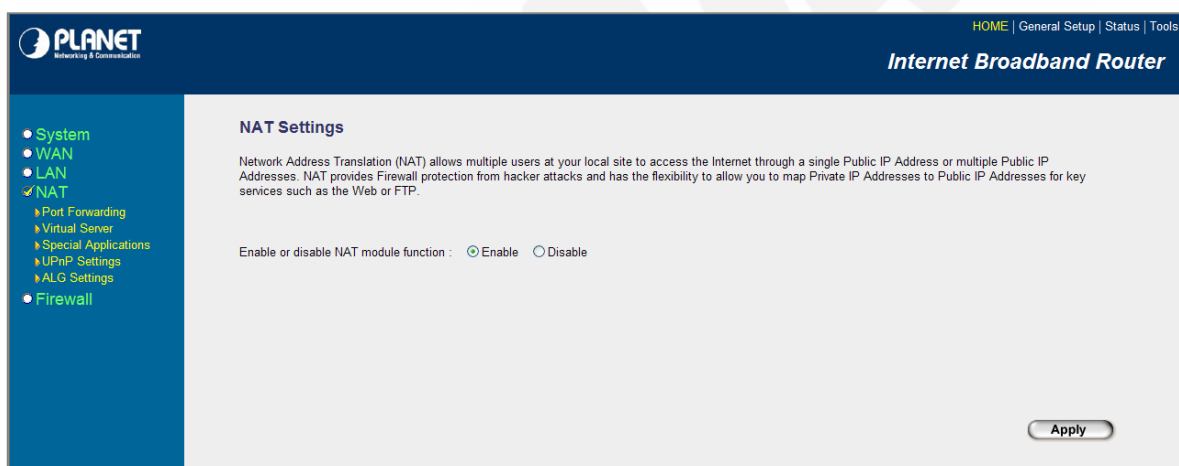 PLANET
Networking & Communication
HOME | General Setup | Status | Tools
Internet Broadband Router
System
WAN
LAN
NAT
Port Forwarding
Virtual Server
Special Applications
UPnP Settings
ALG Settings
Firewall
NAT Settings
Network Address Translation (NAT) allows multiple users at your local site to access the Internet through a single Public IP Address or multiple Public IP
Addresses. NAT provides Firewall protection from hacker attacks and has the flexibility to allow you to map Private IP Addresses to Public IP Addresses for key
services such as the Web or FTP.
Enable or disable NAT module function : Enable Disable
Apply